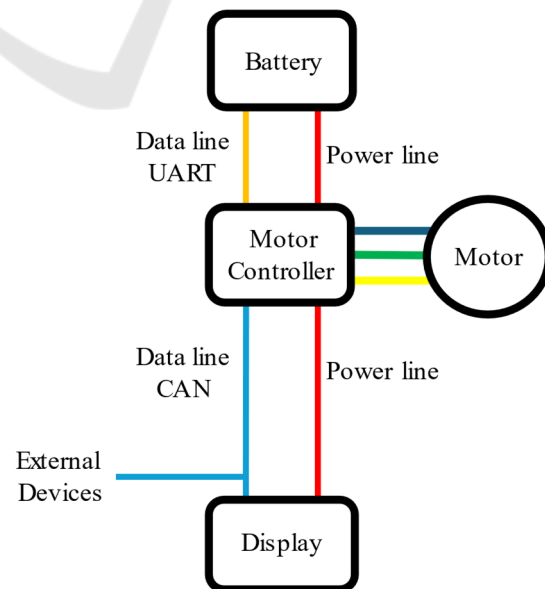 Battery
Data line
UART
Power line
Motor
Controller
Motor
Data line
CAN
Power line
External
Devices
Display